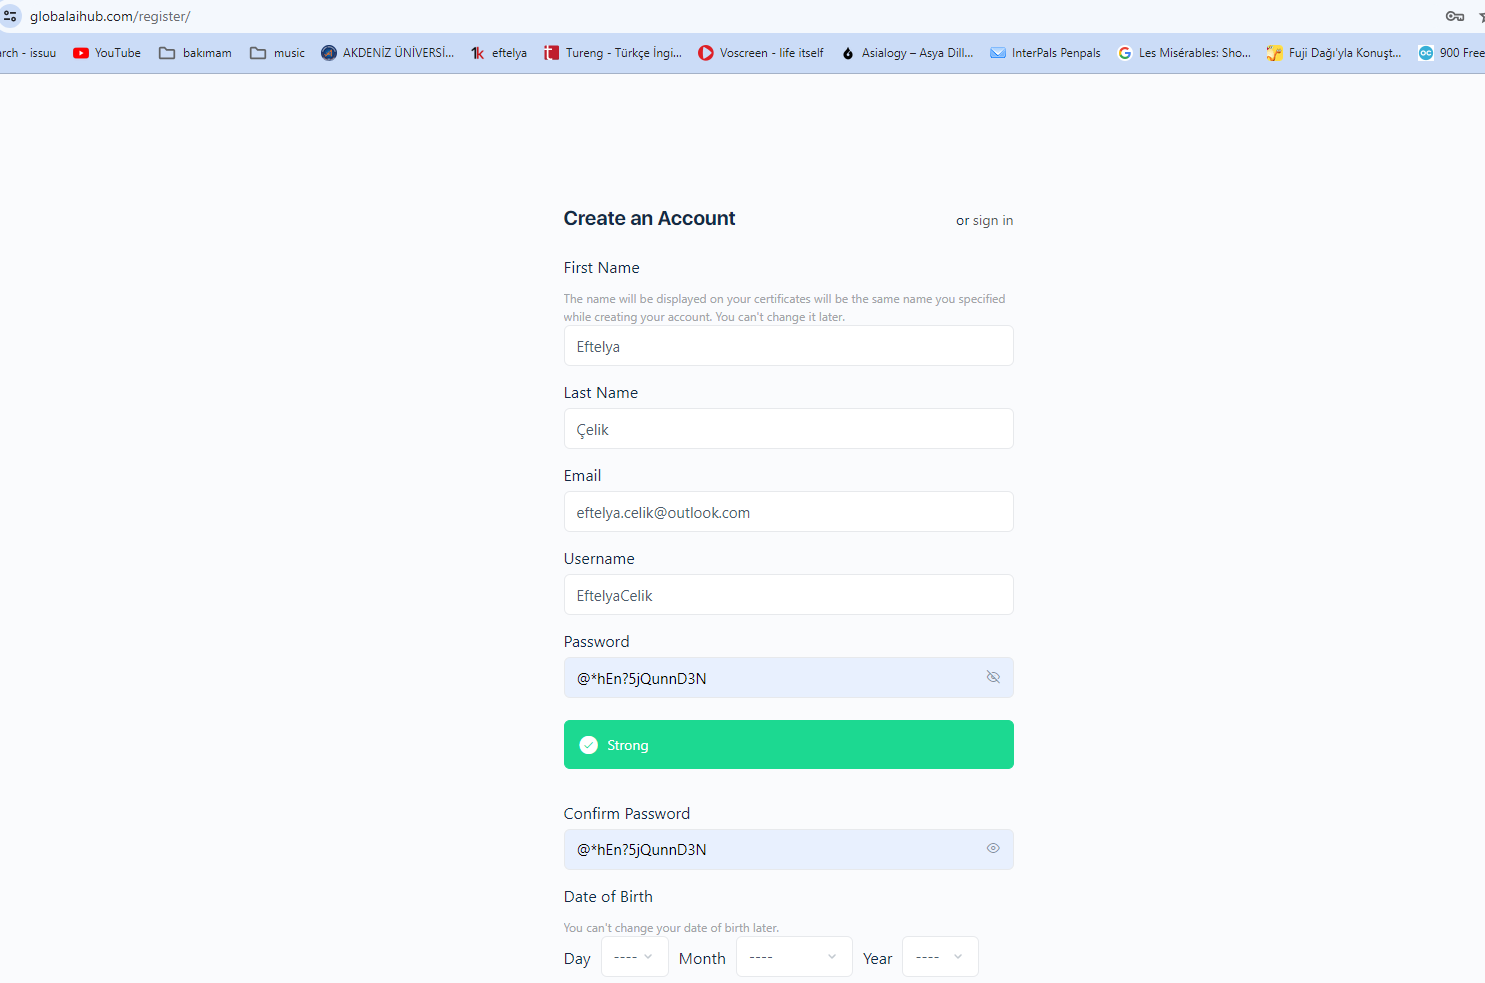 globalaihub.com/register/
arch - issuu YouTube bakımam music AKDENİZ ÜNİVERSİ... eftelya Tureng - Türkçe İngi... Voscreen - life itself Asialogy – Asya Dill... InterPals Penpals Les Misérables: Sho... Fuji Dağı'yla Konuşt... 900 Free
Create an Account
or sign in
First Name
The name will be displayed on your certificates will be the same name you specified
while creating your account. You can't change it later.
Eftelya
Last Name
Çelik
Email
eftelya.celik@outlook.com
Username
EftelyaCelik
Password
@*hEn?5jQunnD3N
Strong
Confirm Password
@*hEn?5jQunnD3N
Date of Birth
You can't change your date of birth later.
Day ---- Month ---- Year ----